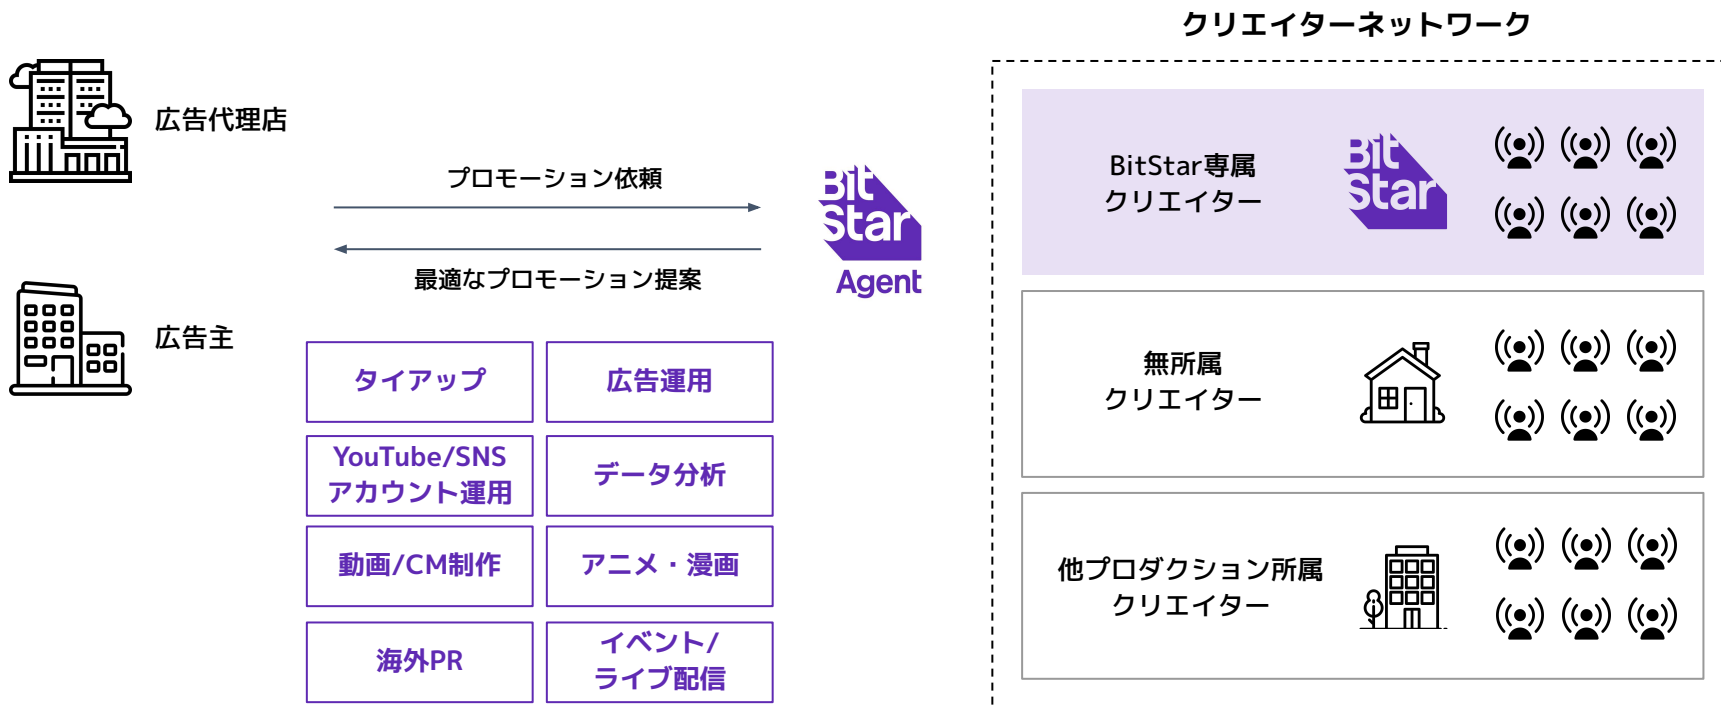 クリエイターネットワーク
広告代理店
プロモーション依頼
最適なプロモーション提案
Bit
Star
Agent
広告主
タイアップ
広告運用
YouTube/SNS
アカウント運用
データ分析
動画/CM制作
アニメ・漫画
海外PR
イベント/
ライブ配信
BitStar専属
クリエイター
Bit
Star
無所属
クリエイター
他プロダクション所属
クリエイター